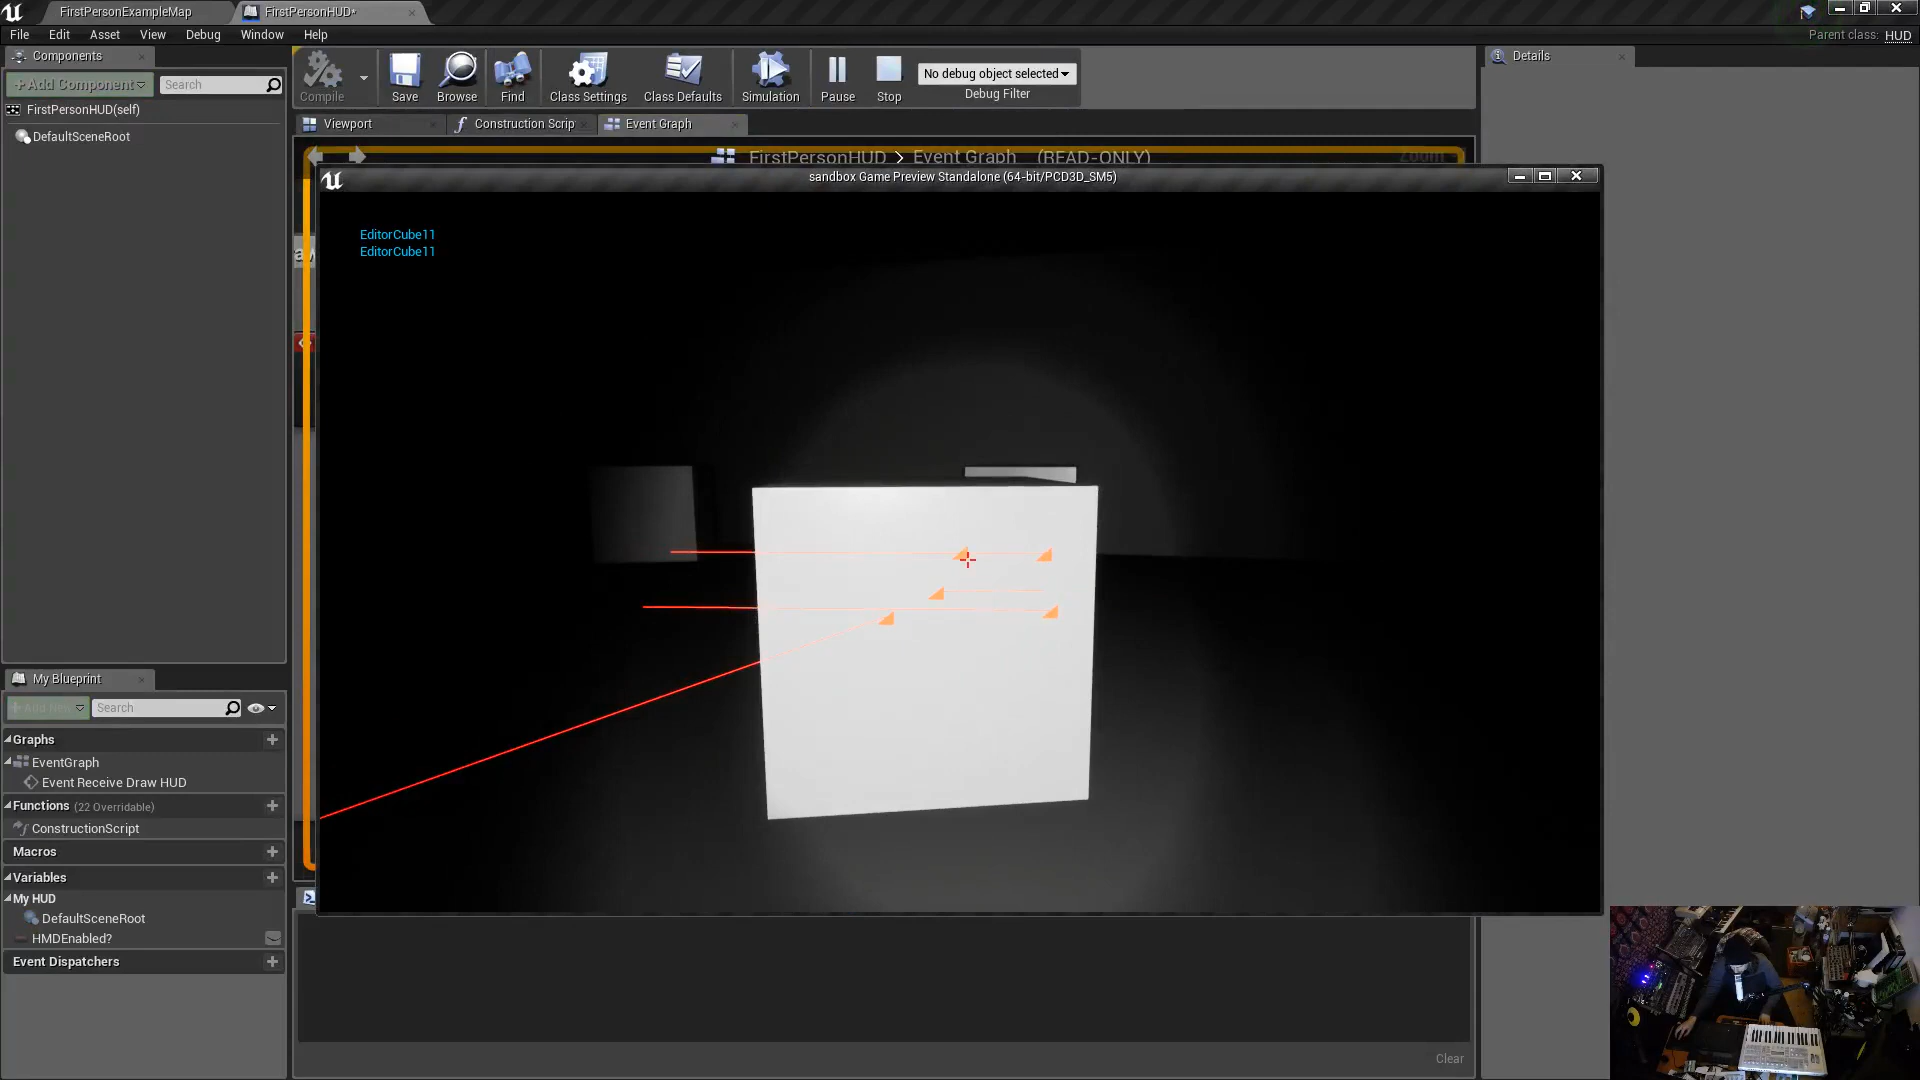 FirstPersonExampleMap
FirstPersonHUD*
File Edit Asset View Debug Window Help
Parent class: HUD
Components
+Add Component
Search
FirstPersonHUD(self)
DefaultSceneRoot
Compile
Save
Browse
Find
Class Settings
Class Defaults
Simulation
Pause
Stop
No debug object selected
Debug Filter
Details
Viewport
Construction Scrip
Event Graph
FirstPersonHUD > Event Graph (READ-ONLY)
Zoom
sandbox Game Preview Standalone (64-bit/PCD3D_SM5)
EditorCube11
EditorCube11
My Blueprint
+Add New
Search
Graphs
EventGraph
Event Receive Draw HUD
Functions (22 Overridable)
ConstructionScript
Macros
Variables
My HUD
DefaultSceneRoot
HMDEnabled?
Event Dispatchers
Clear